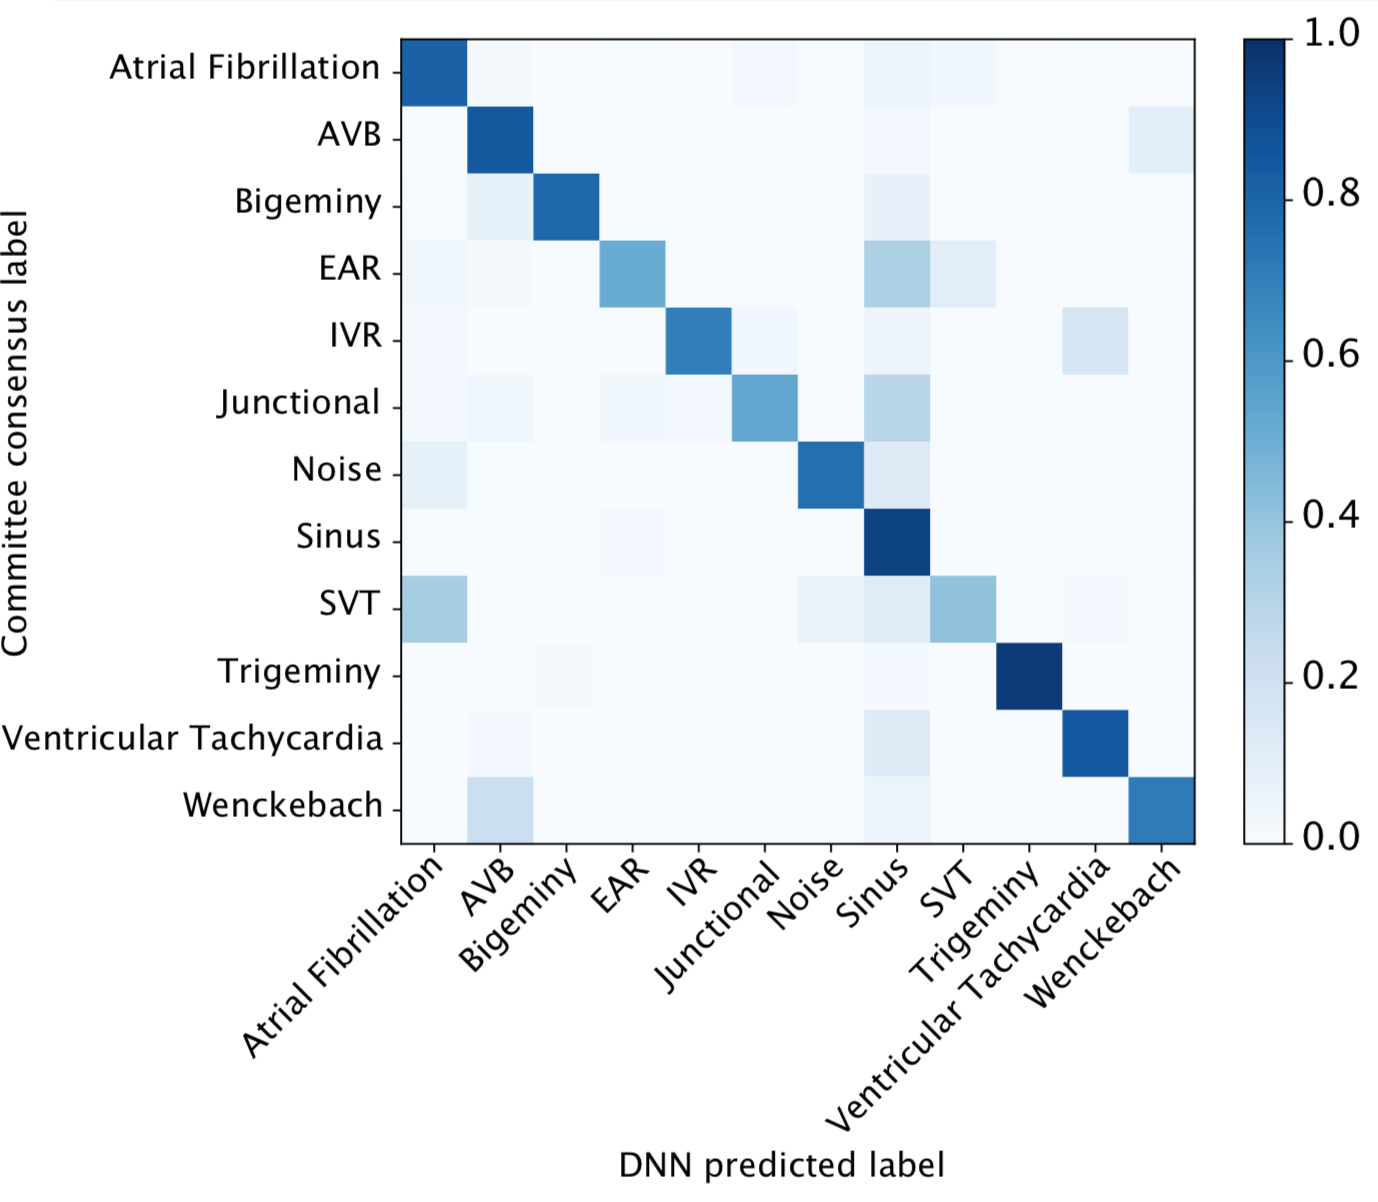 Committee consensus label
Atrial Fibrillation
AVB
Bigeminy
EAR
IVR
Junctional
Noise
Sinus
SVT
Trigeminy
Ventricular Tachycardia
Wenckebach
Atrial Fibrillation
AVB
Bigeminy
EAR
IVR
Junctional
Noise
Sinus
SVT
Trigeminy
Ventricular Tachycardia
Wenckebach
DNN predicted label
1.0
0.8
0.6
0.4
0.2
0.0